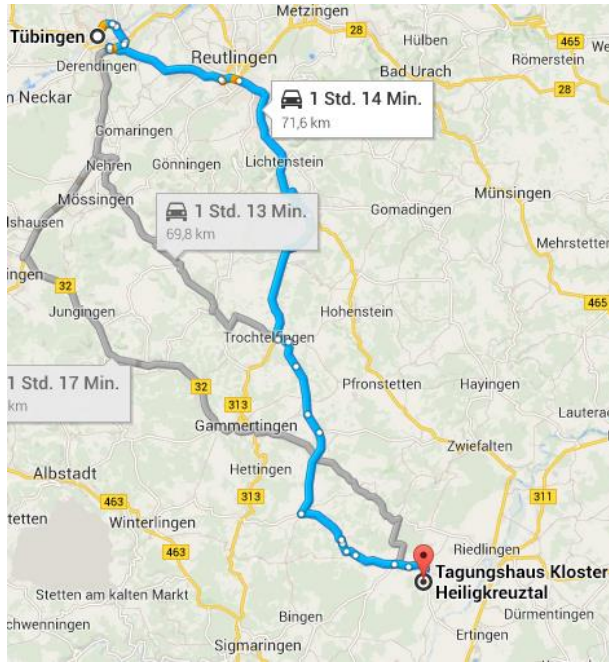 Metzingen
Tübingen
28
Hülben
465
Römerstein
Reutlingen
Derendingen
Bad Urach
28
m Neckar
1 Std. 14 Min.
71,6 km
Gomaringen
Lichtenstein
Nehren
Gönningen
Münsingen
Mössingen
1 Std. 13 Min.
69,8 km
Gomadingen
lshausen
Mehrstetten
ingen
32
465
Jungingen
Hohenstein
Trochtelfingen
1 Std. 17 Min.
km
32
Pfronstetten
Hayingen
313
Lauterac
Gammertingen
Zwiefalten
Albstadt
Hettingen
311
463
313
tetten
Winterlingen
463
Riedlingen
Tagungshaus Kloster
Heiligkreuztal
Stetten am kalten Markt
Dürmentingen
Bingen
chwenningen
Ertingen
Sigmaringen